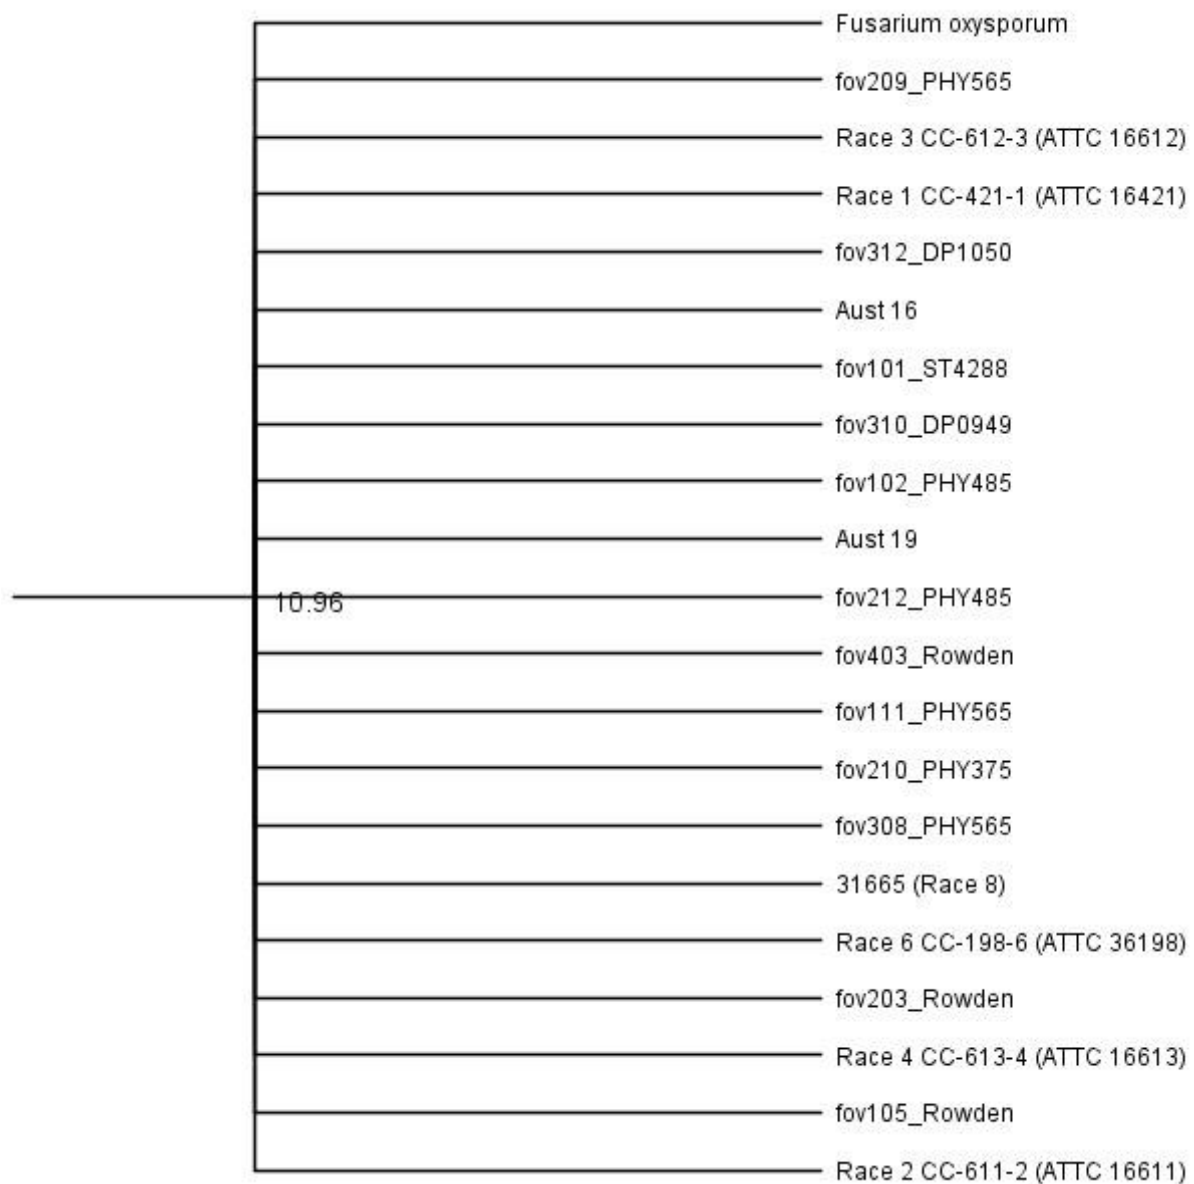 Fusarium oxysporum
fov209_PHY565
Race 3 CC-612-3 (ATTC 16612)
Race 1 CC-421-1 (ATTC 16421)
fov312_DP1050
Aust 16
fov101_ST4288
fov310_DP0949
fov102_PHY485
Aust 19
10.96
fov212_PHY485
fov403_Rowden
fov111_PHY565
fov210_PHY375
fov308_PHY565
31665 (Race 8)
Race 6 CC-198-6 (ATTC 36198)
fov203_Rowden
Race 4 CC-613-4 (ATTC 16613)
fov105_Rowden
Race 2 CC-611-2 (ATTC 16611)